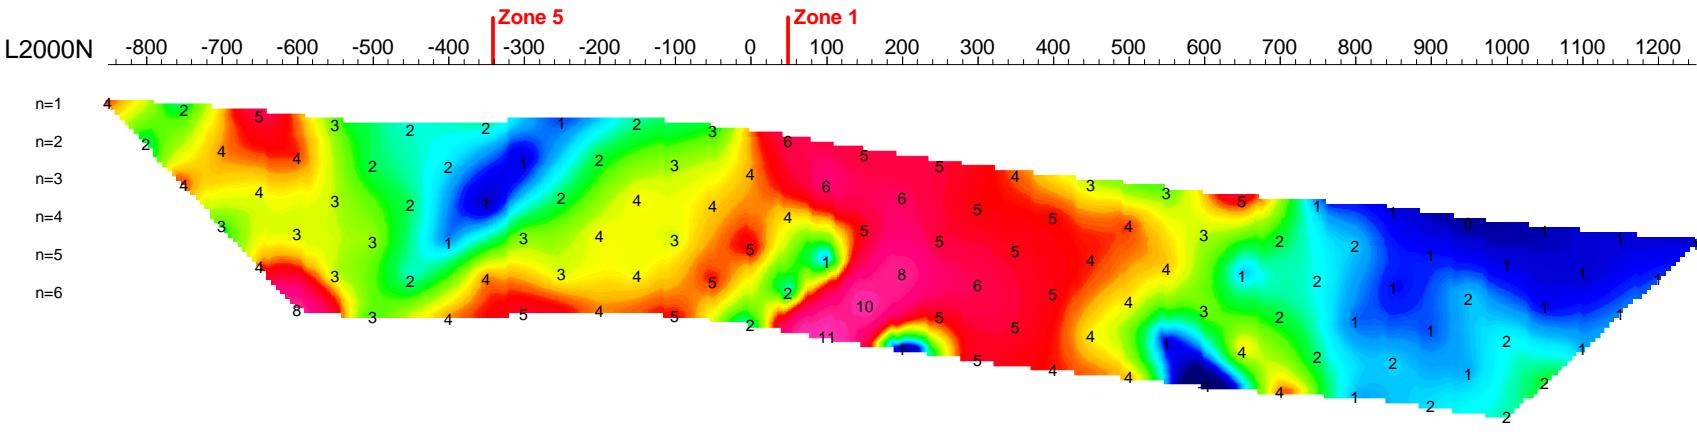 Zone 5 Zone 1
L2000N -800 -700 -600 -500 -400 -300 -200 -100 0 100 200 300 400 500 600 700 800 900 1000 1100 1200
n=1 4 2 5 3 2 2 1 2 3 6 5 5 4 3 3 5 1 1 0 1 1
n=2 2 4 4 2 2 1 2 3 4 6 6 5 5 4 3 2 2 1 1 1 1
n=3 4 4 3 2 1 2 4 4 4 5 5 5 4 4 1 2 1 2 1 1
n=4 3 3 3 1 3 4 3 5 1 8 6 5 4 3 2 1 1 2 1
n=5 4 3 2 4 3 4 5 2 10 5 5 4 1 4 2 2 1 2
n=6 8 3 4 5 4 5 2 11 1 5 4 4 -1 4 1 2 2